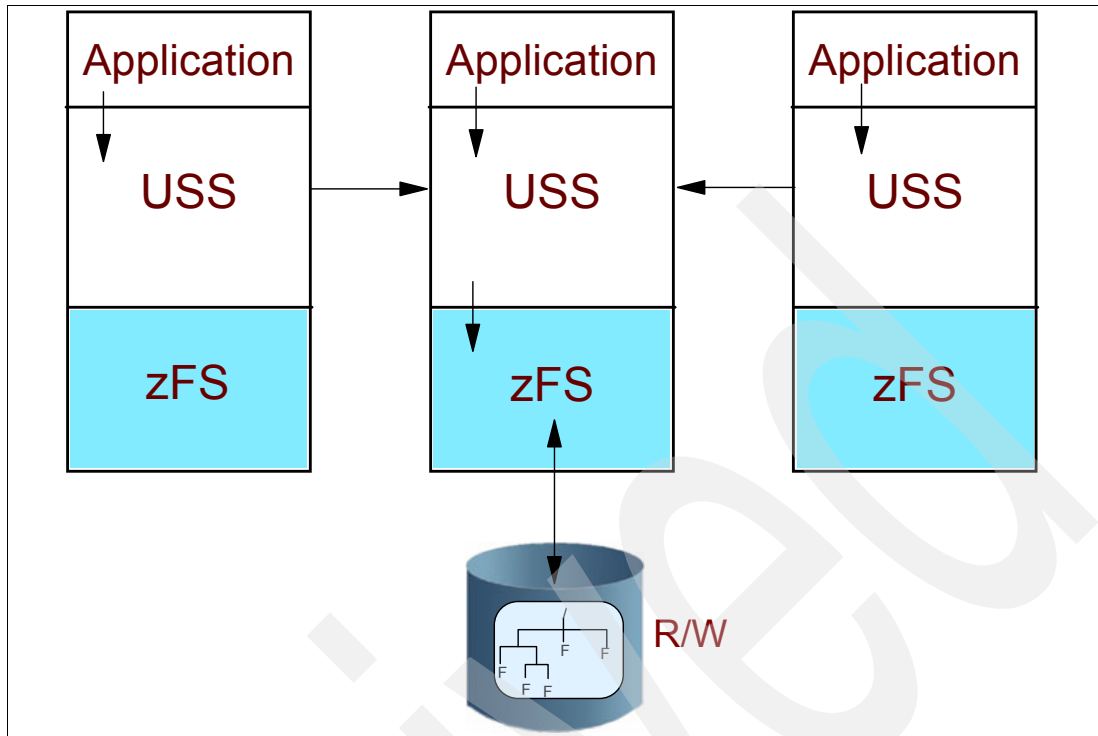 Application Application Application
USS USS USS
zFS zFS zFS
/
R/W
F F
F
F F